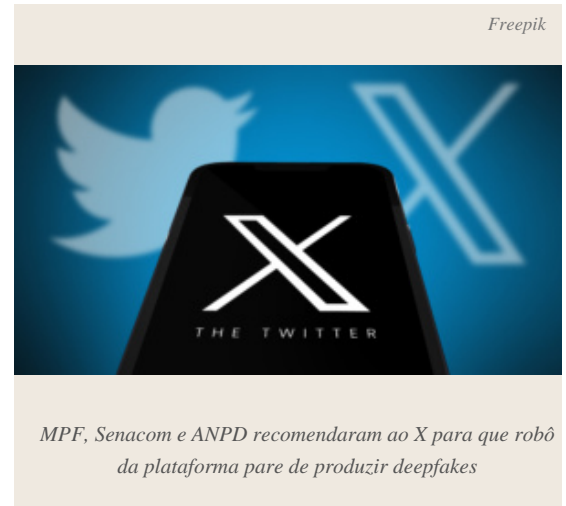 Freepik
THE TWITTER
MPF, Senacom e ANPD recomendaram ao X para que robô
da plataforma pare de produzir deepfakes